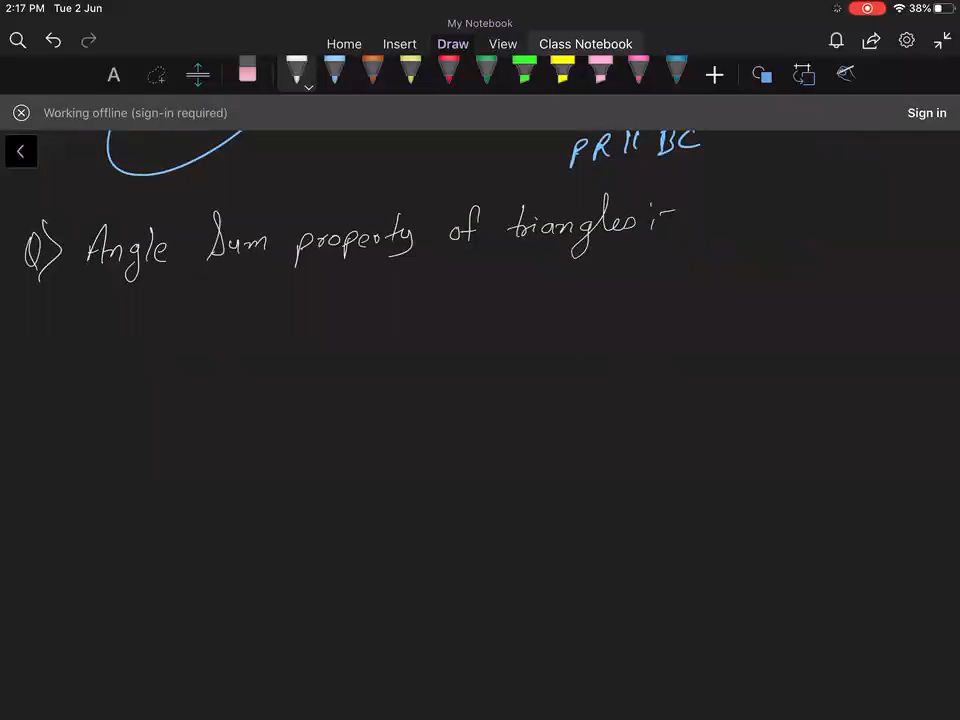 2:17 PM Tue 2 Jun
38%
My Notebook
Home Insert Draw View Class Notebook
A
Working offline (sign-in required) Sign in
PR || BC
Q) Angle Sum property of triangles :-